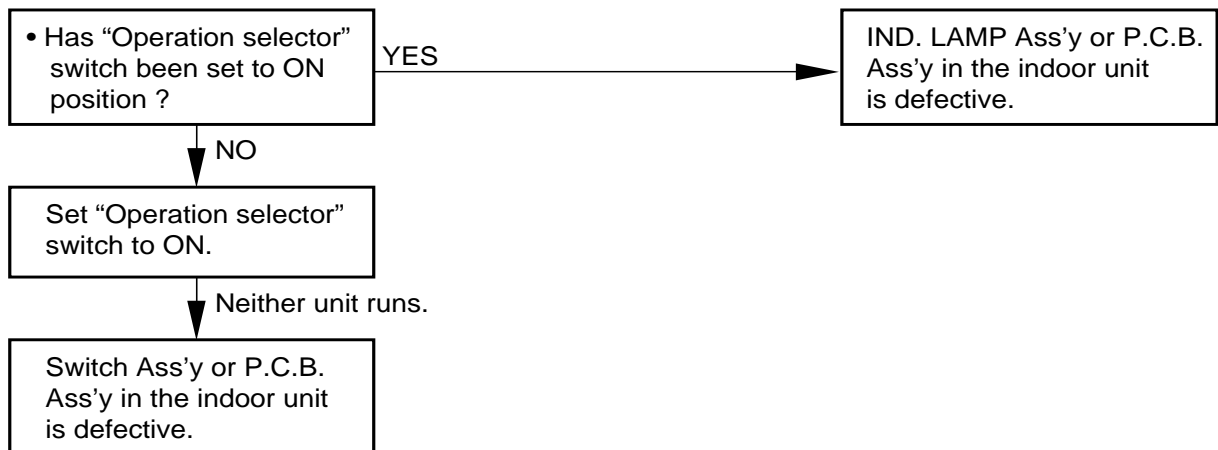 • Has “Operation selector”
switch been set to ON
position ?
YES
IND. LAMP Ass’y or P.C.B.
Ass’y in the indoor unit
is defective.
NO
Set “Operation selector”
switch to ON.
Neither unit runs.
Switch Ass’y or P.C.B.
Ass’y in the indoor unit
is defective.